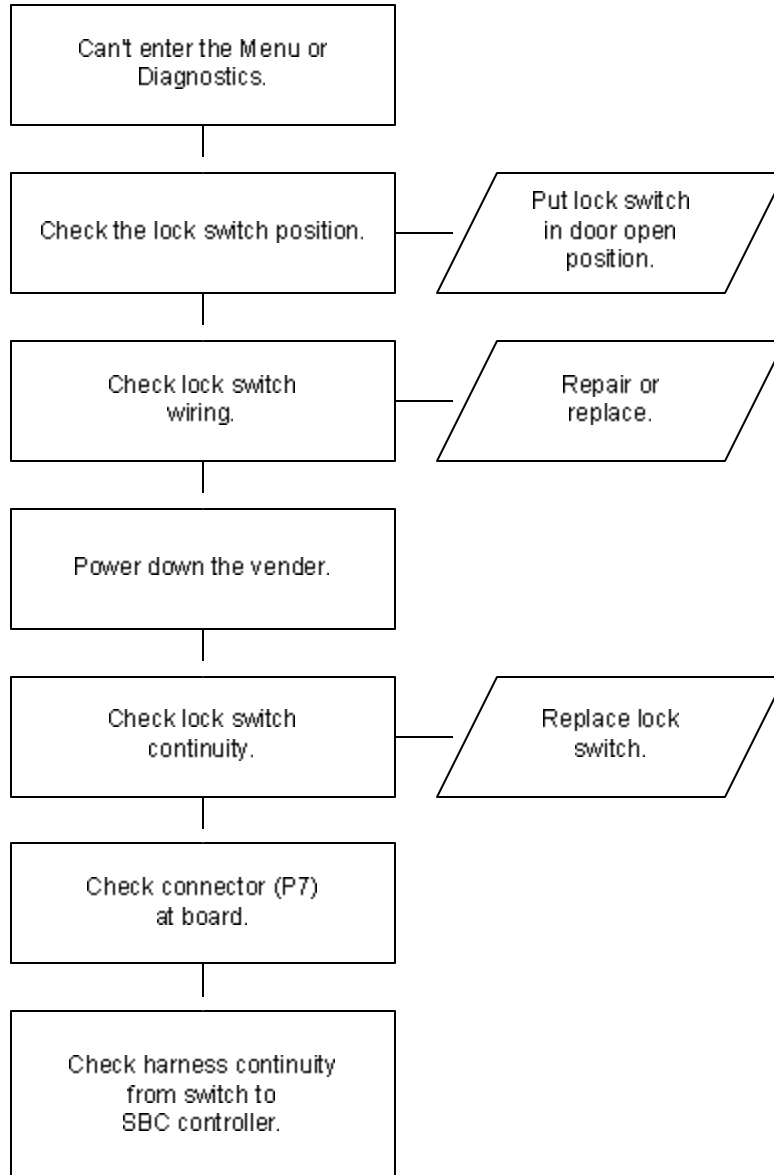 Can't enter the Menu or
Diagnostics.
Check the lock switch position.
Put lock switch
in door open
position.
Check lock switch
wiring.
Repair or
replace.
Power down the vender.
Check lock switch
continuity.
Replace lock
switch.
Check connector (P7)
at board.
Check harness continuity
from switch to
SBC controller.